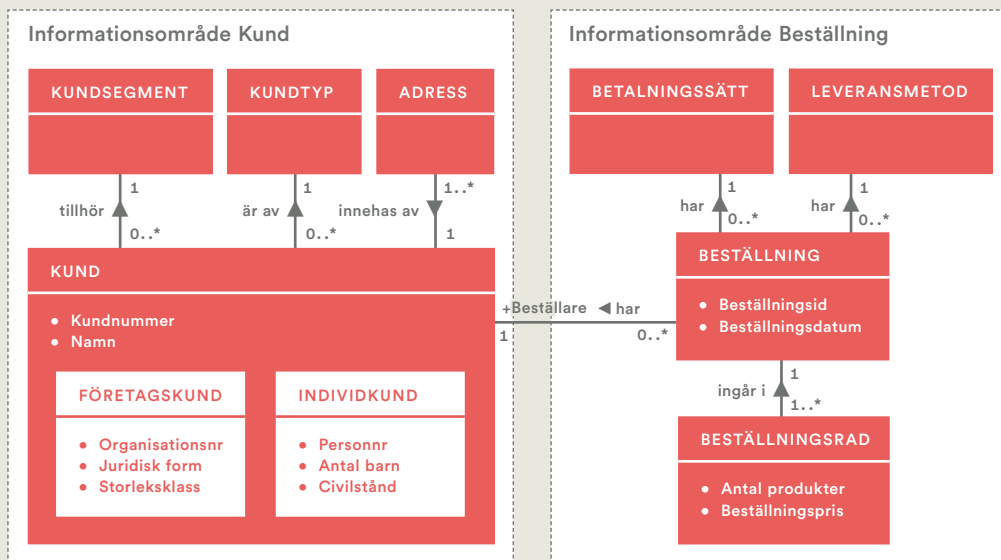 Informationsområde Kund
KUNDSEGMENT
KUNDTYP
ADRESS
1
tillhör
0..*
1
är av
0..*
1..*
innehas av
1
KUND
• Kundnummer
• Namn
FÖRETAGSKUND
• Organisationsnr
• Juridisk form
• Storleksklass
INDIVIDKUND
• Personnr
• Antal barn
• Civilstånd
+Beställare
har
1
0..*
Informationsområde Beställning
BETALNINGSSÄTT
LEVERANSMETOD
1
har
0..*
1
har
0..*
BESTÄLLNING
• Beställningsid
• Beställningsdatum
1
ingår i
1..*
BESTÄLLNINGSRAD
• Antal produkter
• Beställningspris